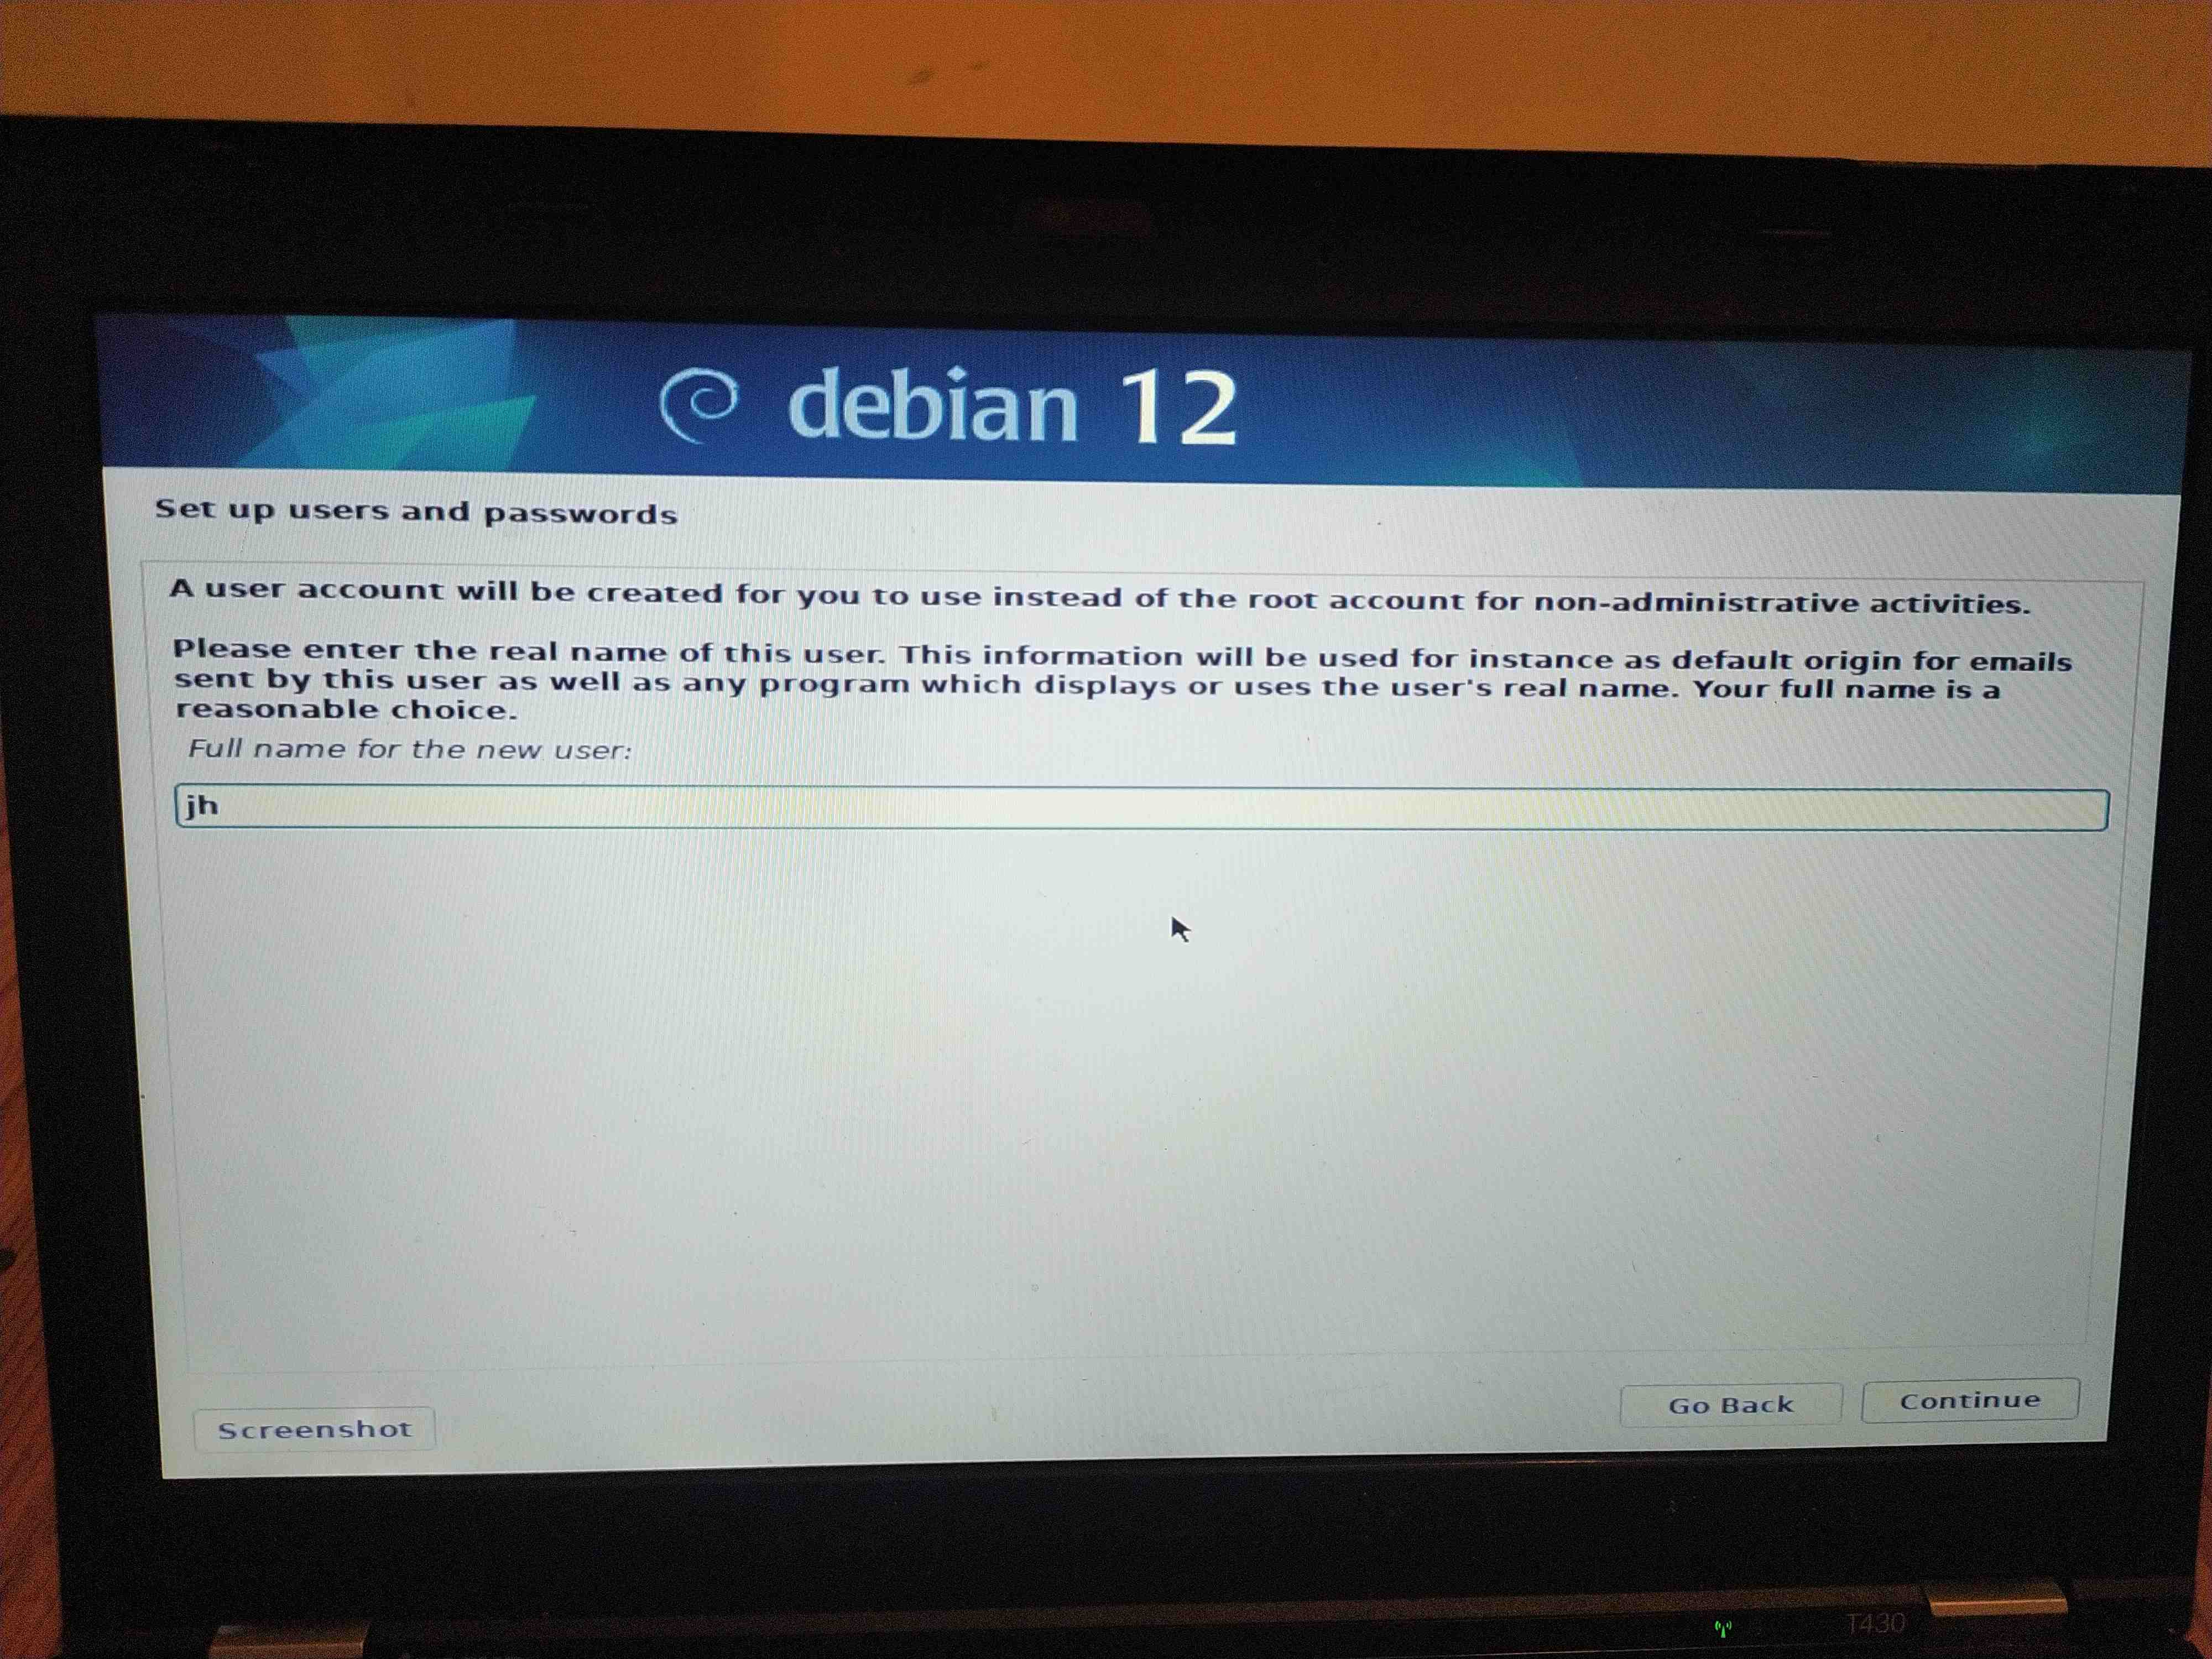 debian 12
Set up users and passwords
A user account will be created for you to use instead of the root account for non-administrative activities.
Please enter the real name of this user. This information will be used for instance as default origin for emails
sent by this user as well as any program which displays or uses the user's real name. Your full name is a
reasonable choice.
Full name for the new user:
jh
Screenshot
Go Back
Continue
T430